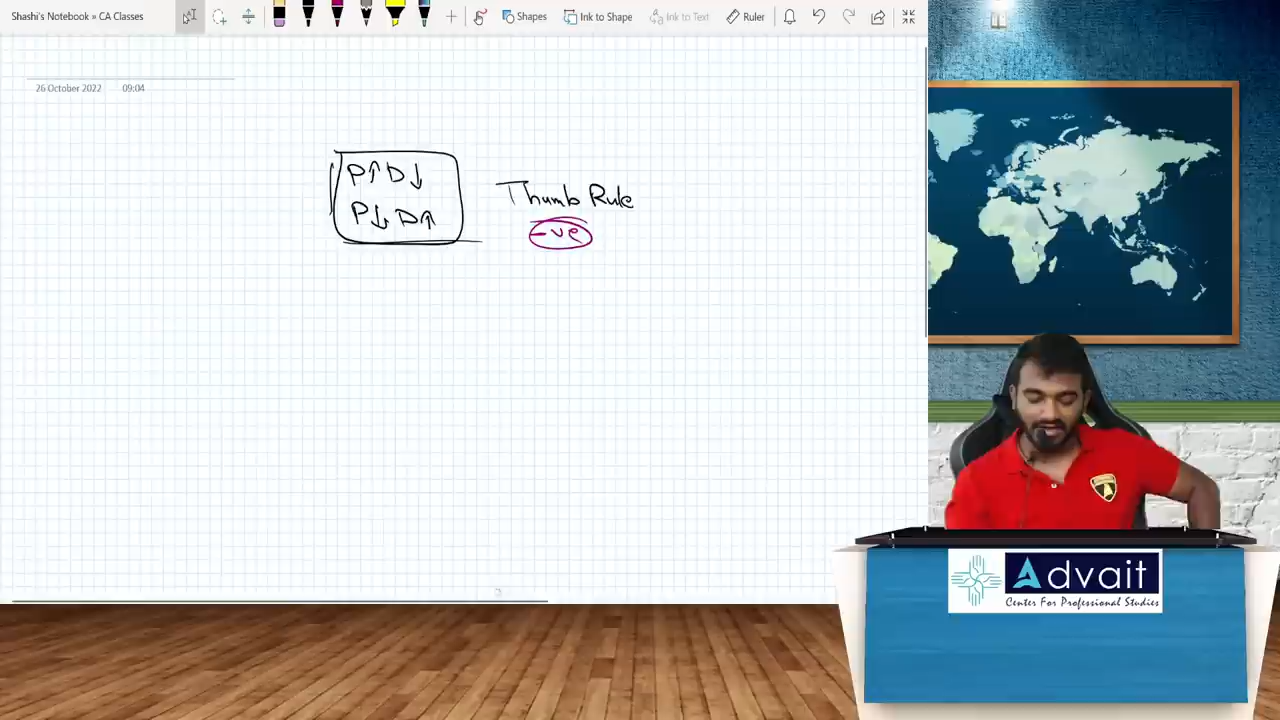 Shashi's Notebook » CA Classes
Shapes
Ink to Shape
Ink to Text
Ruler
26 October 2022 09:04
P↑ D↓
P↓ D↑
Thumb Rule
-ve
Advait
Center For Professional Studies